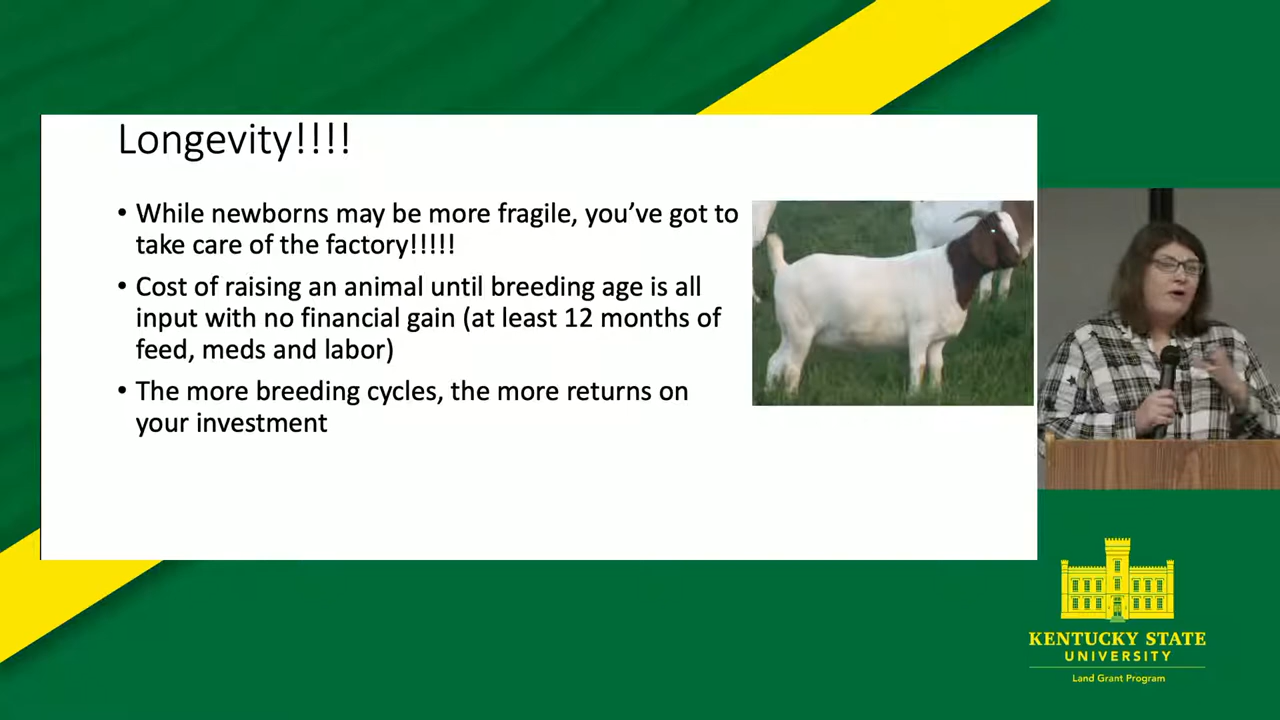 Longevity!!!!
• While newborns may be more fragile, you’ve got to
take care of the factory!!!!!
• Cost of raising an animal until breeding age is all
input with no financial gain (at least 12 months of
feed, meds and labor)
• The more breeding cycles, the more returns on
your investment
KENTUCKY STATE
UNIVERSITY
Land Grant Program